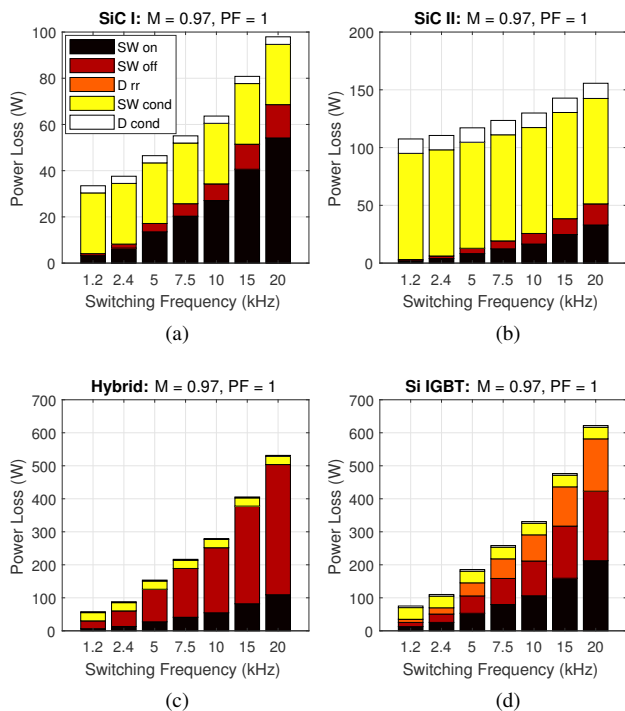 SiC I: M = 0.97, PF = 1
100
80
60
40
20
0
Power Loss (W)
SW on
SW off
D rr
SW cond
D cond
1.2 2.4 5 7.5 10 15 20
Switching Frequency (kHz)
(a)
SiC II: M = 0.97, PF = 1
200
150
100
50
0
Power Loss (W)
1.2 2.4 5 7.5 10 15 20
Switching Frequency (kHz)
(b)
Hybrid: M = 0.97, PF = 1
700
600
500
400
300
200
100
0
Power Loss (W)
1.2 2.4 5 7.5 10 15 20
Switching Frequency (kHz)
(c)
Si IGBT: M = 0.97, PF = 1
700
600
500
400
300
200
100
0
Power Loss (W)
1.2 2.4 5 7.5 10 15 20
Switching Frequency (kHz)
(d)